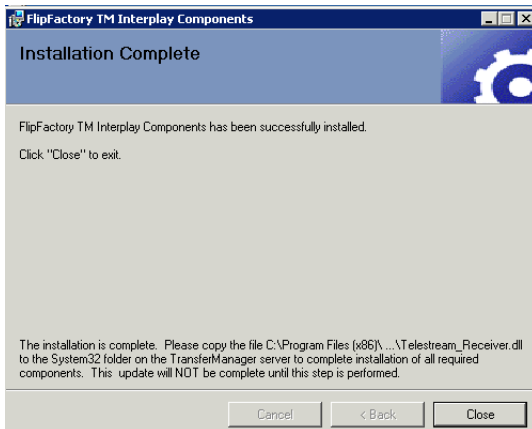 FlipFactory TM Interplay Components
Installation Complete
FlipFactory TM Interplay Components has been successfully installed.
Click "Close" to exit.
The installation is complete.  Please copy the file C:\Program Files (x86)\ ...\Telestream_Receiver.dll
to the System32 folder on the TransferManager server to complete installation of all required
components.  This  update will NOT be complete until this step is performed.
Cancel < Back Close